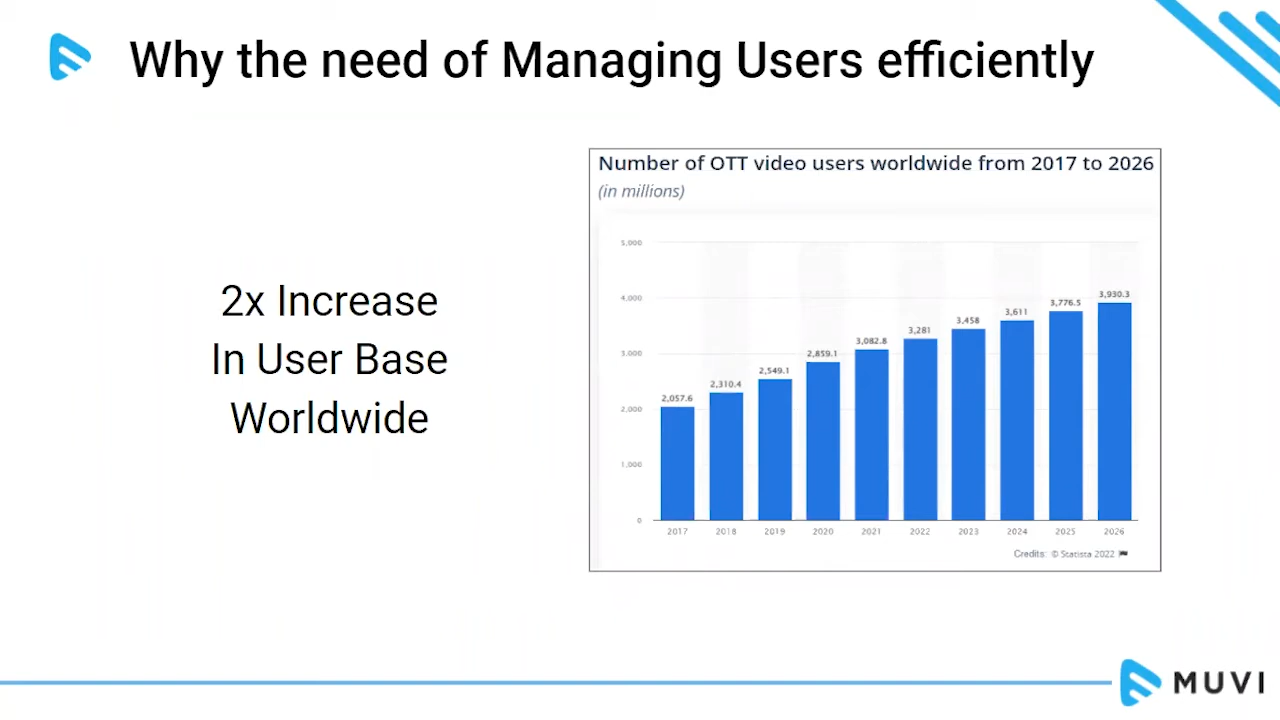 Why the need of Managing Users efficiently
2x Increase
In User Base
Worldwide
Number of OTT video users worldwide from 2017 to 2026
(in millions)
5,000
4,000
3,000
2,000
1,000
0
2,057.6
2,310.4
2,549.1
2,859.1
3,082.8
3,281
3,458
3,611
3,776.5
3,930.3
2017 2018 2019 2020 2021 2022 2023 2024 2025 2026
Credits: © Statista 2022
MUVI